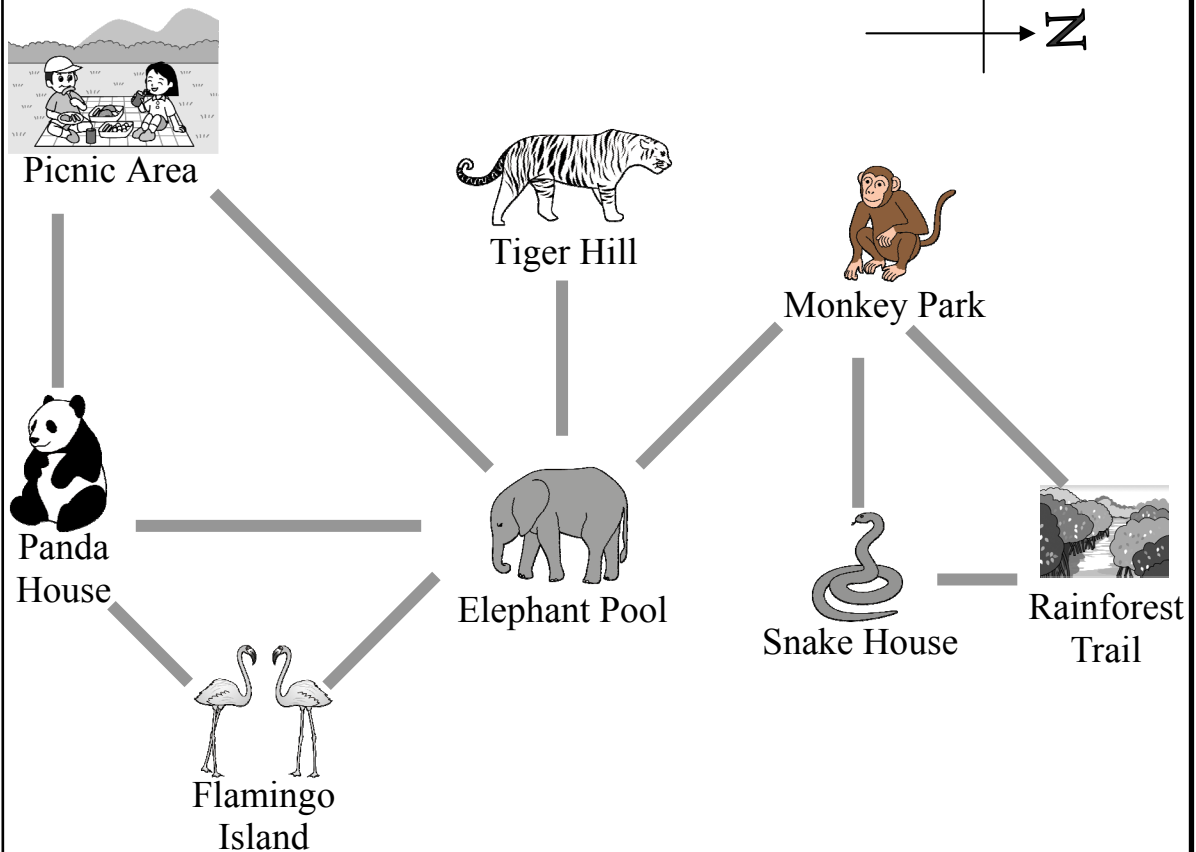 N
Picnic Area
Tiger Hill
Monkey Park
Panda
House
Elephant Pool
Snake House
Rainforest
Trail
Flamingo
Island